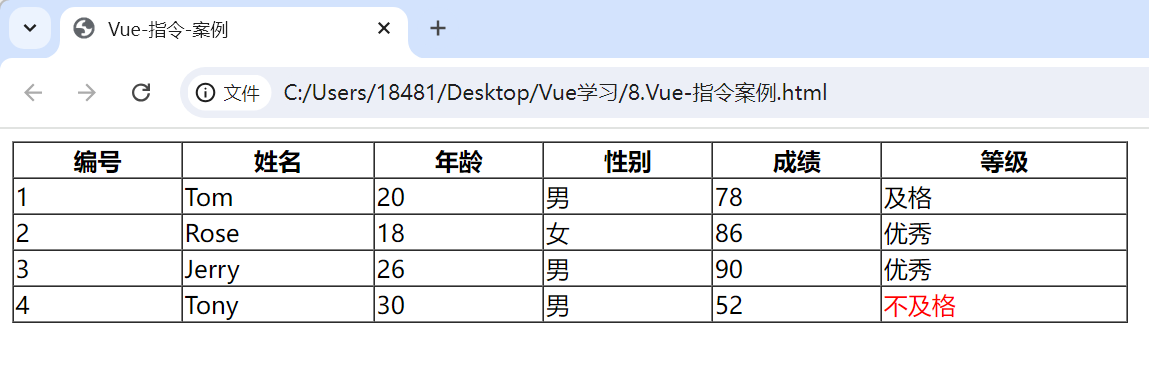 Vue-指令-案例
文件 C:/Users/18481/Desktop/Vue学习/8.Vue-指令案例.html
编号 姓名 年龄 性别 成绩 等级
1 Tom 20 男 78 及格
2 Rose 18 女 86 优秀
3 Jerry 26 男 90 优秀
4 Tony 30 男 52 不及格